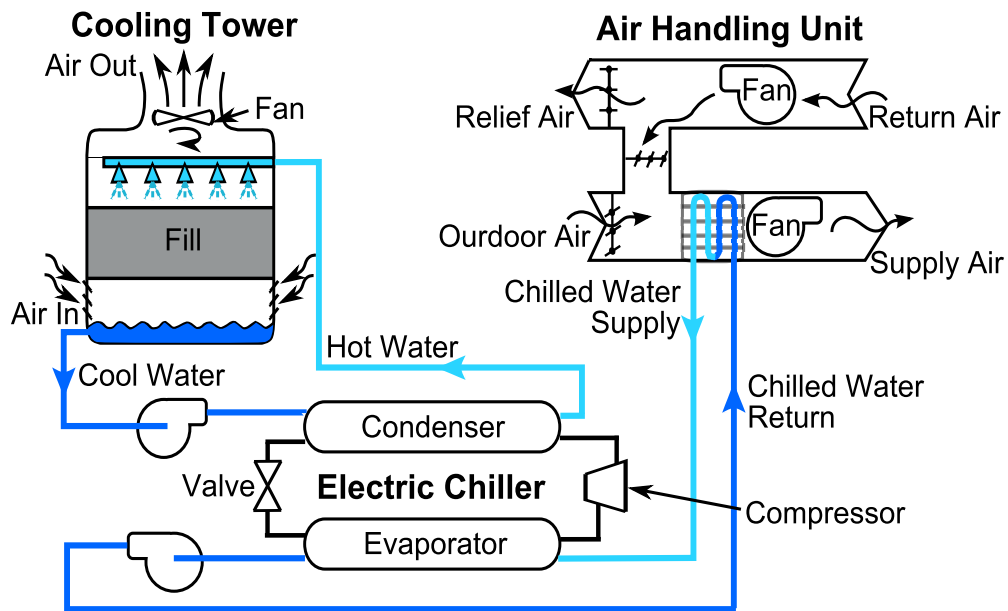 Cooling Tower
Air Out
Fan
Fill
Air In
Cool Water
Hot Water
Air Handling Unit
Relief Air
Fan
Return Air
Ourdoor Air
Fan
Supply Air
Chilled Water
Supply
Chilled Water
Return
Condenser
Valve
Electric Chiller
Compressor
Evaporator